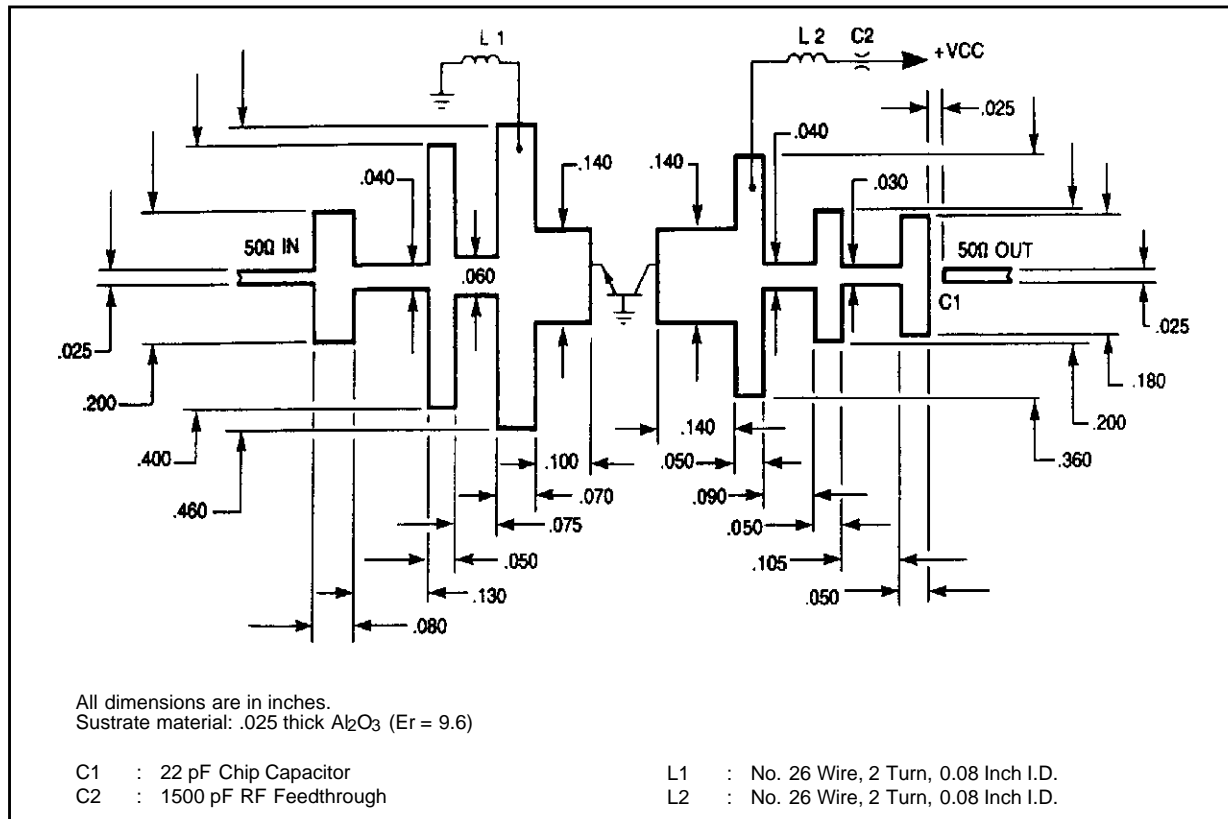 L 1
L 2 C2
+VCC
.025
.040
.140
.140
.040
.030
50Ω IN
.060
50Ω OUT
C1
.025
.025
.200
.180
.400
.100
.140
.050
.200
.360
.460
.070
.090
.075
.050
.050
.105
.130
.050
.080
All dimensions are in inches.
Sustrate material: .025 thick Al2O3 (Er = 9.6)
C1 : 22 pF Chip Capacitor
C2 : 1500 pF RF Feedthrough
L1 : No. 26 Wire, 2 Turn, 0.08 Inch I.D.
L2 : No. 26 Wire, 2 Turn, 0.08 Inch I.D.